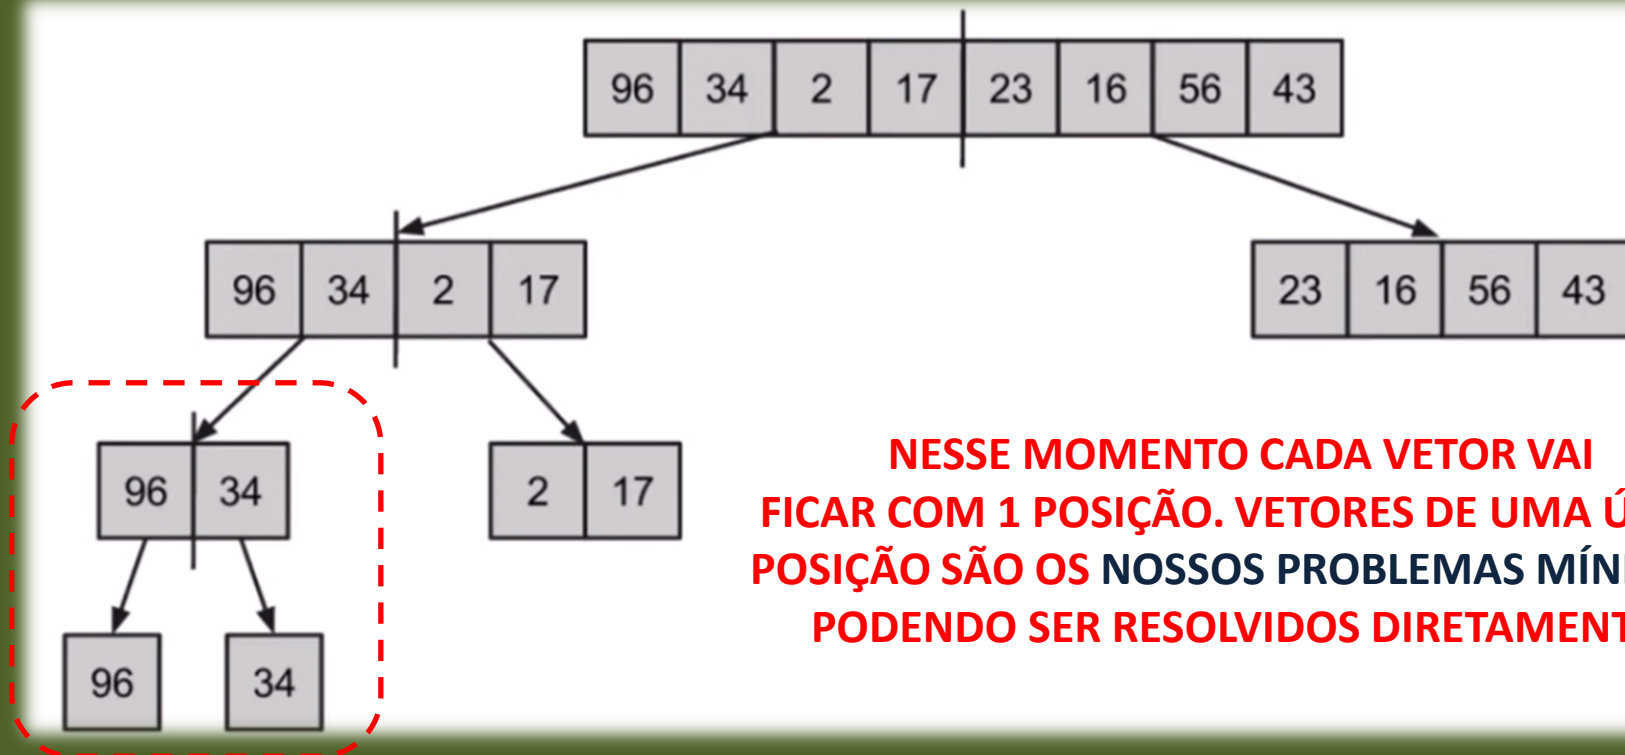 96 34 2 17 23 16 56 43
96 34 2 17
23 16 56 43
96 34
2 17
NESSE MOMENTO CADA VETOR VAI
FICAR COM 1 POSIÇÃO. VETORES DE UMA
POSIÇÃO SÃO OS NOSSOS PROBLEMAS
PODENDO SER RESOLVIDOS
96
34